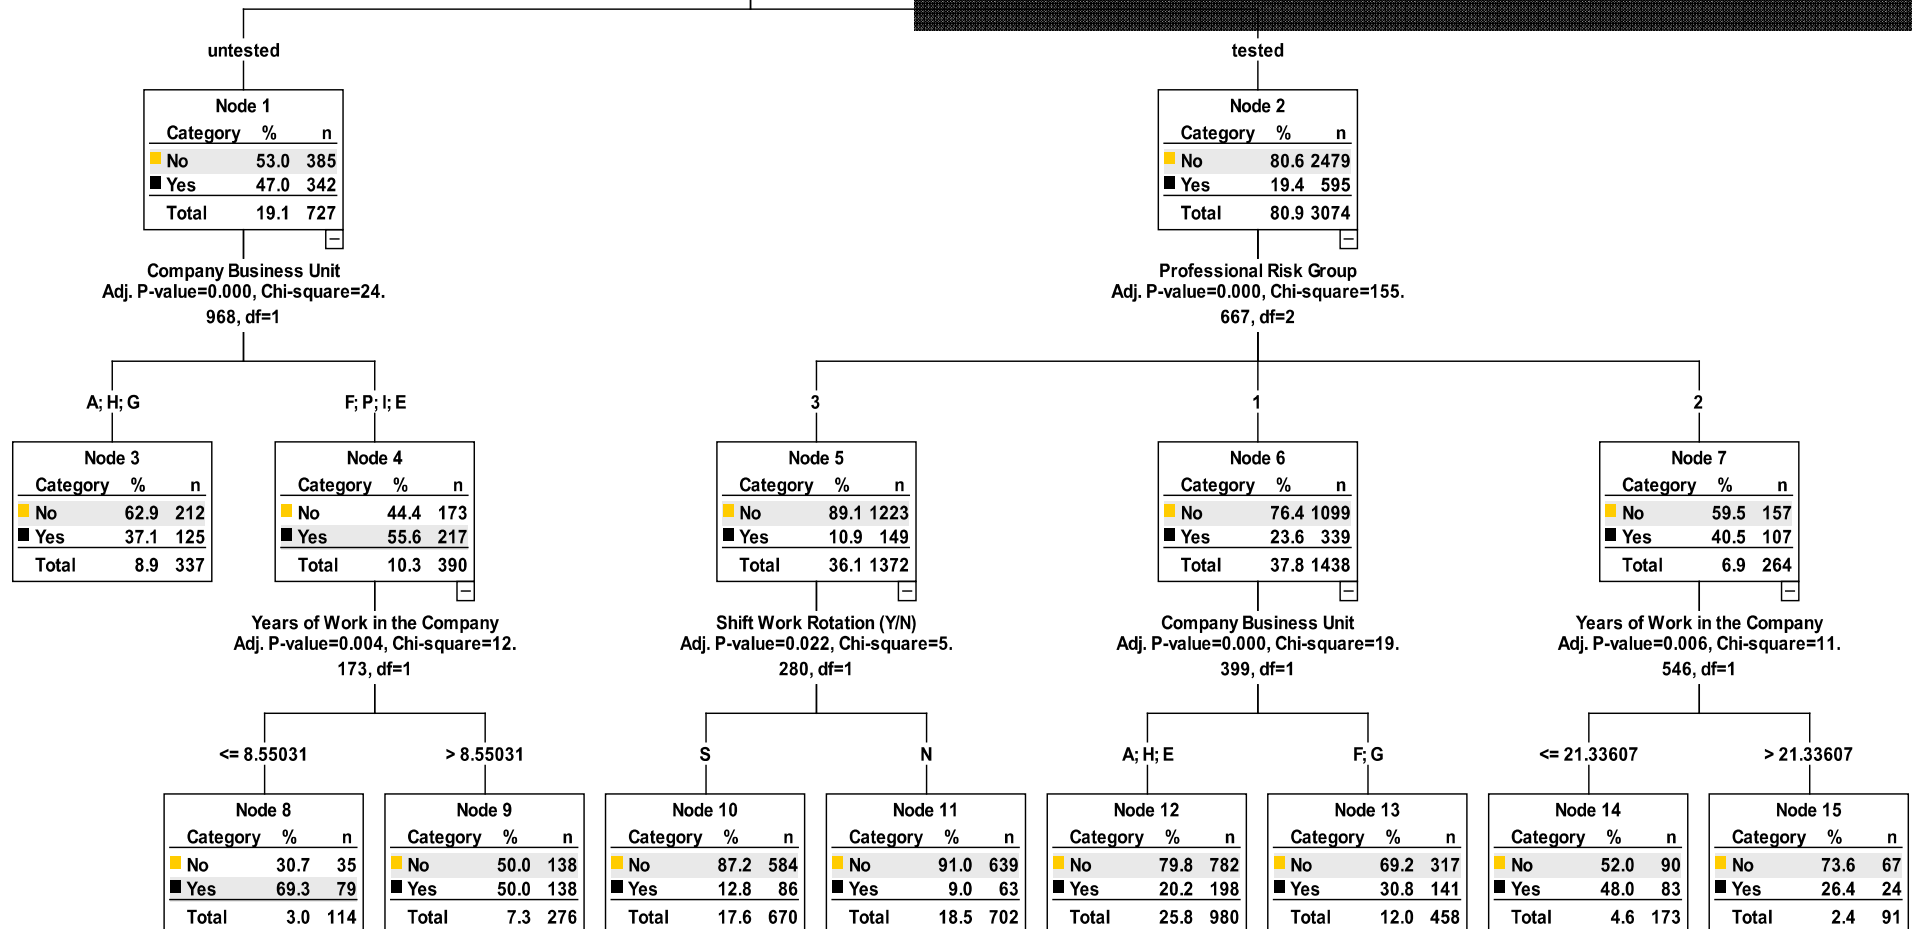 untested
tested
Node 1
Category % n
No 53.0 385
Yes 47.0 342
Total 19.1 727
Node 2
Category % n
No 80.6 2479
Yes 19.4 595
Total 80.9 3074
Company Business Unit
Adj. P-value=0.000, Chi-square=24.
968, df=1
Professional Risk Group
Adj. P-value=0.000, Chi-square=155.
667, df=2
A; H; G
F; P; I; E
3
1
2
Node 3
Category % n
No 62.9 212
Yes 37.1 125
Total 8.9 337
Node 4
Category % n
No 44.4 173
Yes 55.6 217
Total 10.3 390
Node 5
Category % n
No 89.1 1223
Yes 10.9 149
Total 36.1 1372
Node 6
Category % n
No 76.4 1099
Yes 23.6 339
Total 37.8 1438
Node 7
Category % n
No 59.5 157
Yes 40.5 107
Total 6.9 264
Years of Work in the Company
Adj. P-value=0.004, Chi-square=12.
173, df=1
Shift Work Rotation (Y/N)
Adj. P-value=0.022, Chi-square=5.
280, df=1
Company Business Unit
Adj. P-value=0.000, Chi-square=19.
399, df=1
Years of Work in the Company
Adj. P-value=0.006, Chi-square=11.
546, df=1
<= 8.55031
> 8.55031
S
N
A; H; E
F; G
<= 21.33607
> 21.33607
Node 8
Category % n
No 30.7 35
Yes 69.3 79
Total 3.0 114
Node 9
Category % n
No 50.0 138
Yes 50.0 138
Total 7.3 276
Node 10
Category % n
No 87.2 584
Yes 12.8 86
Total 17.6 670
Node 11
Category % n
No 91.0 639
Yes 9.0 63
Total 18.5 702
Node 12
Category % n
No 79.8 782
Yes 20.2 198
Total 25.8 980
Node 13
Category % n
No 69.2 317
Yes 30.8 141
Total 12.0 458
Node 14
Category % n
No 52.0 90
Yes 48.0 83
Total 4.6 173
Node 15
Category % n
No 73.6 67
Yes 26.4 24
Total 2.4 91